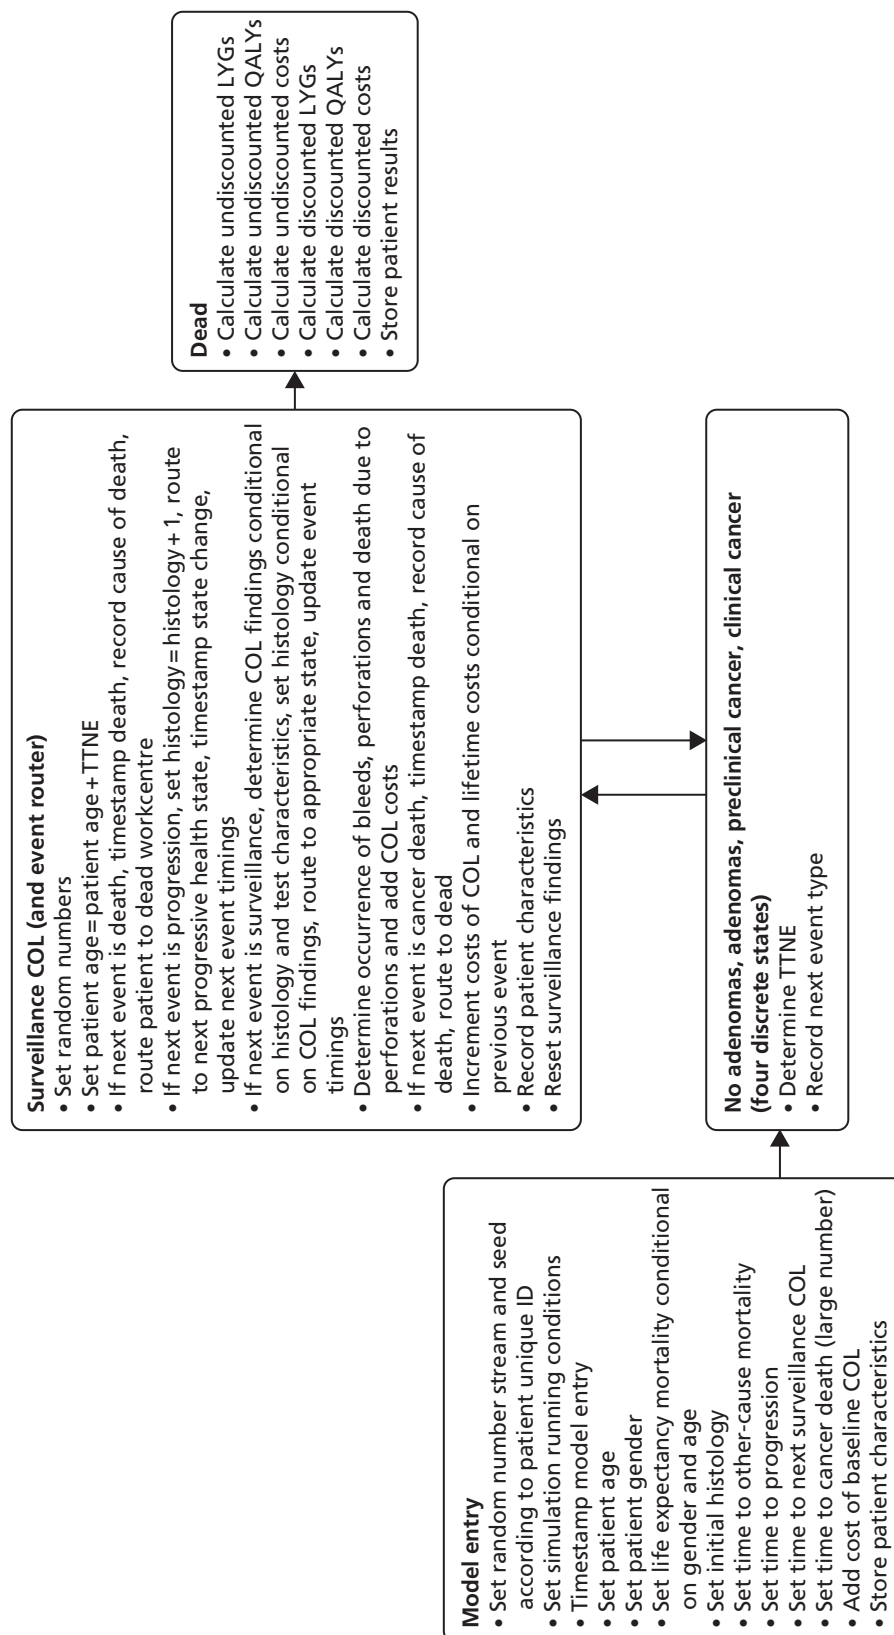 Model entry
• Set random number stream and seed
according to patient unique ID
• Set simulation running conditions
• Timestamp model entry
• Set patient age
• Set patient gender
• Set life expectancy mortality conditional
on gender and age
• Set initial histology
• Set time to other-cause mortality
• Set time to progression
• Set time to next surveillance COL
• Set time to cancer death (large number)
• Add cost of baseline COL
• Store patient characteristics
Surveillance COL (and event router)
• Set random numbers
• Set patient age = patient age + TTNE
• If next event is death, timestamp death, record cause of death,
route patient to dead workcentre
• If next event is progression, set histology = histology + 1, route
to next progressive health state, timestamp state change,
update next event timings
• If next event is surveillance, determine COL findings conditional
on histology and test characteristics, set histology conditional
on COL findings, route to appropriate state, update event
timings
• Determine occurrence of bleeds, perforations and death due to
perforations and add COL costs
• If next event is cancer death, timestamp death, record cause of
death, route to dead
• Increment costs of COL and lifetime costs conditional on
previous event
• Record patient characteristics
• Reset surveillance findings
No adenomas, adenomas, preclinical cancer, clinical cancer
(four discrete states)
• Determine TTNE
• Record next event type
Dead
• Calculate undiscounted LYGs
• Calculate undiscounted QALYs
• Calculate undiscounted costs
• Calculate discounted LYGs
• Calculate discounted QALYs
• Calculate discounted costs
• Store patient results